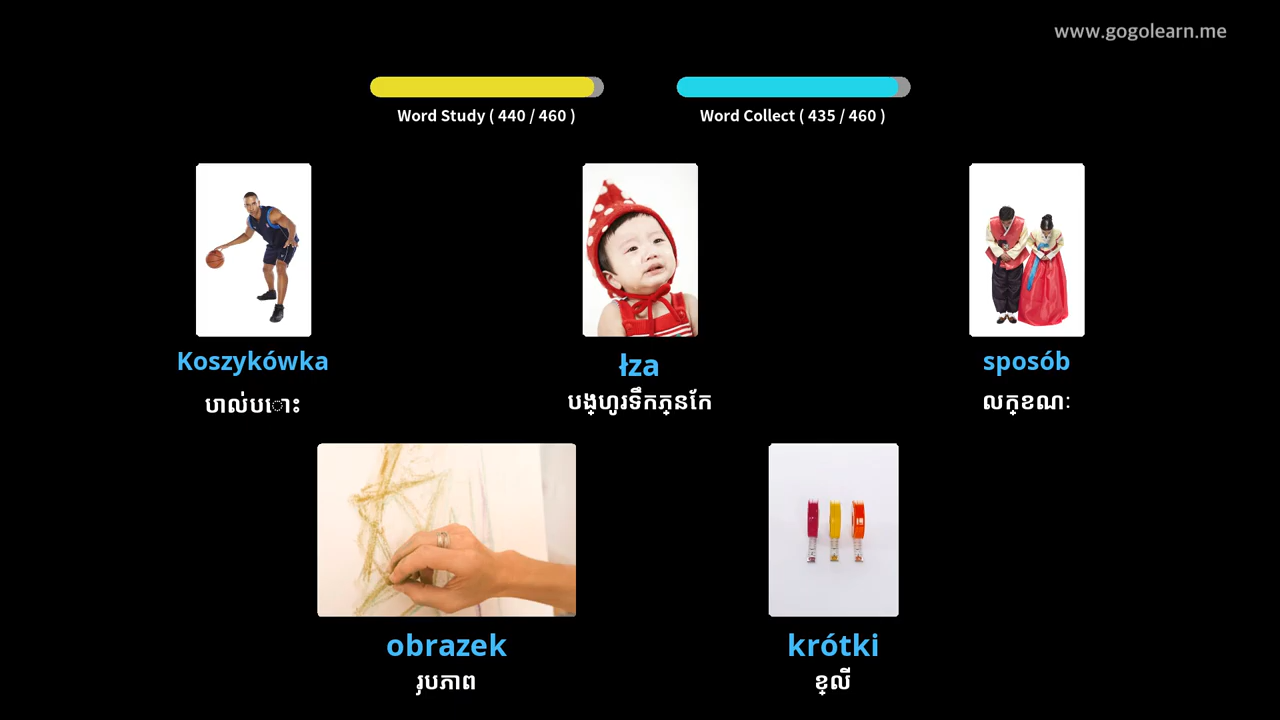 www.gogolearn.me
Word Study ( 440 / 460 )
Word Collect ( 435 / 460 )
Koszykówka
បាល់បោះ
łza
បង្ហូរទឹកភ្នែក
sposób
លក្ខណៈ
obrazek
រូបភាព
krótki
ខ្លី